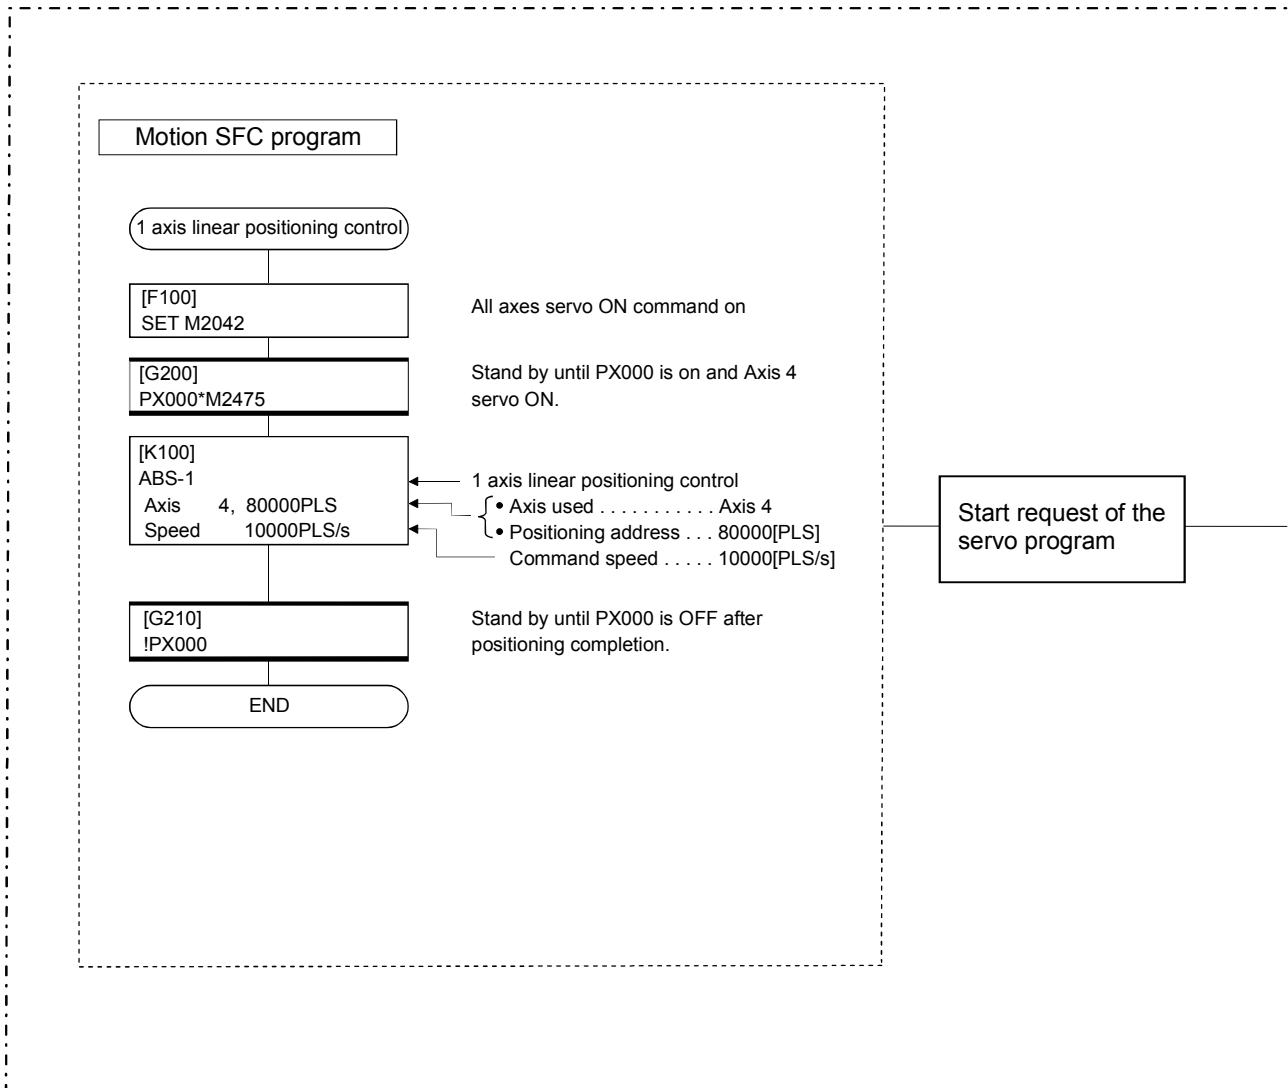 Motion SFC program
1 axis linear positioning control
[F100]
SET M2042
All axes servo ON command on
[G200]
PX000*M2475
Stand by until PX000 is on and Axis 4
servo ON.
[K100]
ABS-1
Axis 4, 80000PLS
Speed 10000PLS/s
1 axis linear positioning control
• Axis used . . . . . . . . . . . Axis 4
• Positioning address . . . 80000[PLS]
Command speed . . . . . 10000[PLS/s]
[G210]
!PX000
Stand by until PX000 is OFF after
positioning completion.
END
Start request of the
servo program